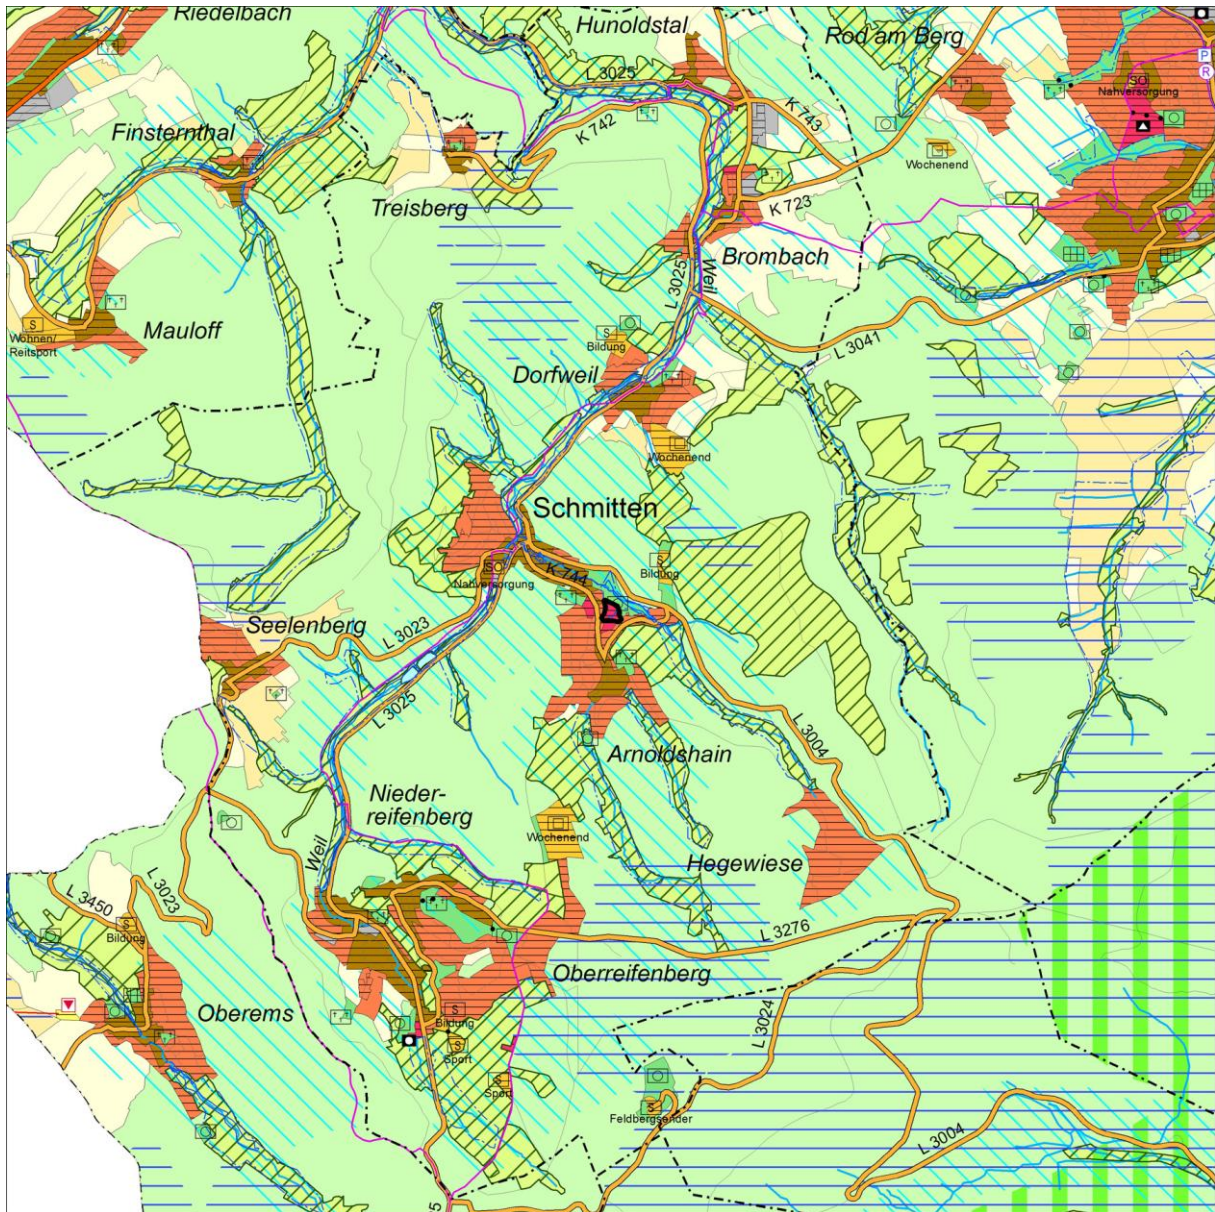 Riedelbach
Hunoldstal
Rod am Berg
P
R
L 3025
SO
Nahversorgung
K 743
K 742
Finsternthal
Wochenend
Treisberg
K 723
Brombach
L 3025
Weil
Mauloff
S
Wohnen/
Reitsport
S
Bildung
L 3041
Dorfweil
Wochenend
Schmitten
S
Bildung
K 744
SO
Nahversorgung
Seelenberg
L 3023
L 3025
L 3004
Arnoldshain
Nieder-
reifenberg
Wochenend
Weil
Hegewiese
L 3450
L 3023
S
Bildung
L 3276
Oberreifenberg
Oberems
S
Bildung
L 3024
S
Sport
S
Sport
S
Feldbergsender
L 3004
5